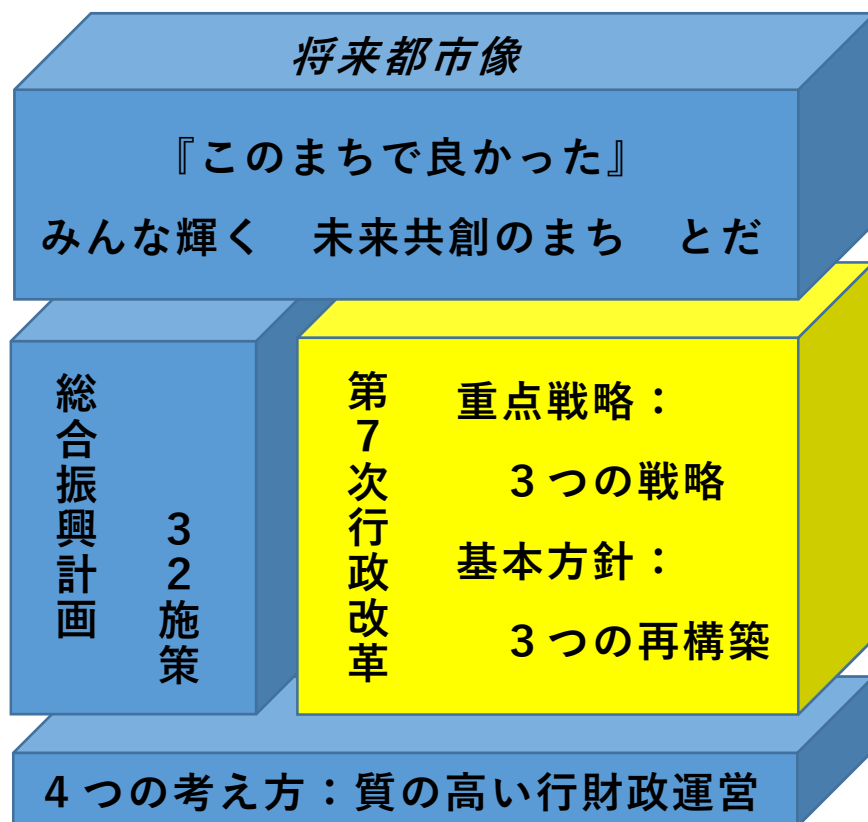 将来都市像
『このまちで良かった』
みんな輝く　未来共創のまち　とだ
総合振興計画
32施策
第7次行政改革
重点戦略：
3つの戦略
基本方針：
3つの再構築
4つの考え方：質の高い行財政運営